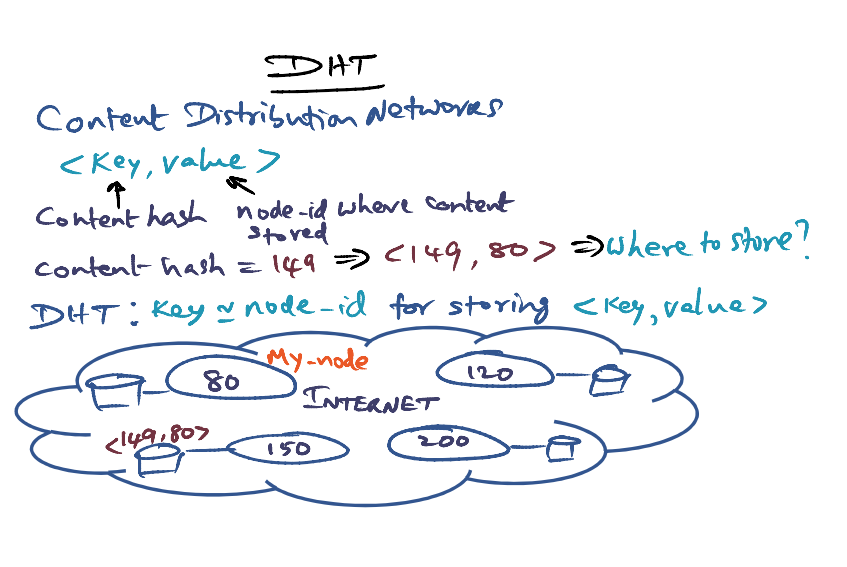 DHT
Content Distribution Networks
<Key, value>
Content hash node-id where content stored
content-hash = 149 => <149, 80> => Where to store?
DHT: Key ≃ node-id for storing <Key, value>
My-node
80
120
INTERNET
<149,80>
150
200